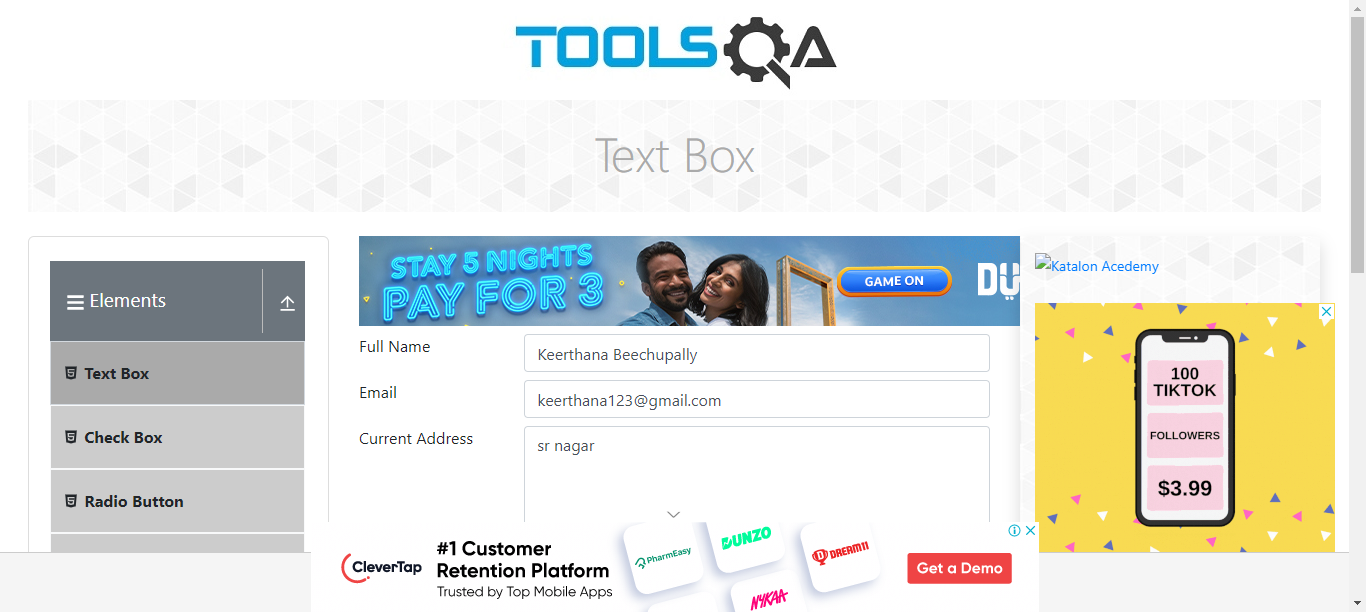 TOOLSQA
Text Box
Elements
Text Box
Check Box
Radio Button
STAY 5 NIGHTS
PAY FOR 3
GAME ON
Full Name
Keerthana Beechupally
Email
keerthana123@gmail.com
Current Address
sr nagar
Katalon Acedemy
100
TIKTOK
FOLLOWERS
$3.99
CleverTap
#1 Customer
Retention Platform
Trusted by Top Mobile Apps
PharmEasy
DUNZO
DREAM11
NYKAA
Get a Demo